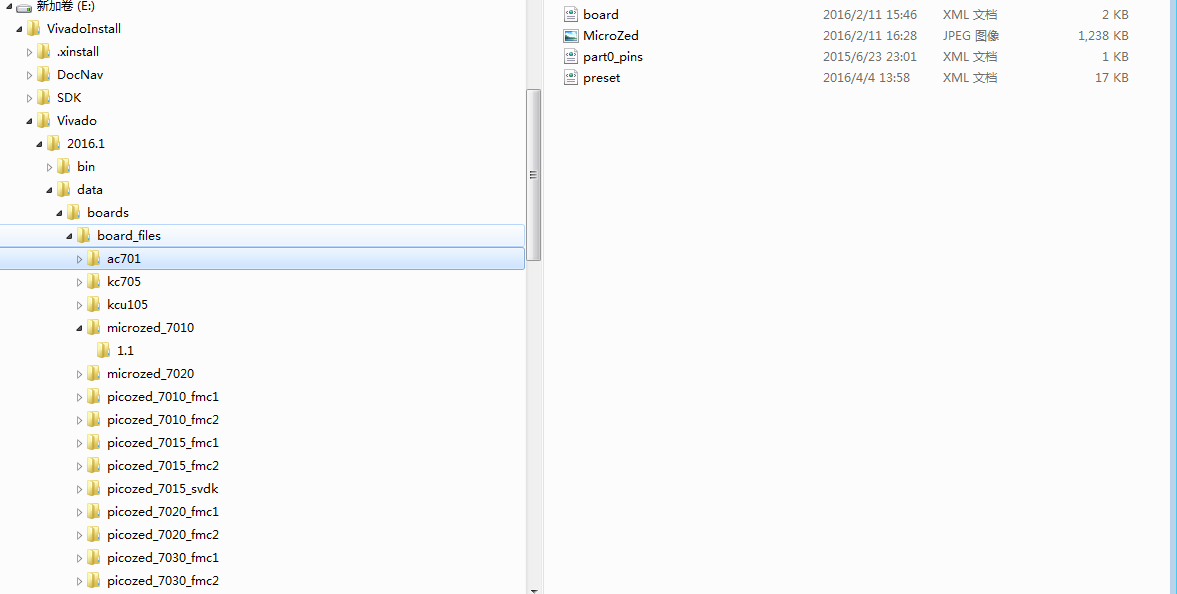 新加卷 (E:)
VivadoInstall
.xinstall
DocNav
SDK
Vivado
2016.1
bin
data
boards
board_files
ac701
kc705
kcu105
microzed_7010
1.1
microzed_7020
picozed_7010_fmc1
picozed_7010_fmc2
picozed_7015_fmc1
picozed_7015_fmc2
picozed_7015_svdk
picozed_7020_fmc1
picozed_7020_fmc2
picozed_7030_fmc1
picozed_7030_fmc2
board 2016/2/11 15:46 XML 文档 2 KB
MicroZed 2016/2/11 16:28 JPEG 图像 1,238 KB
part0_pins 2015/6/23 23:01 XML 文档 1 KB
preset 2016/4/4 13:58 XML 文档 17 KB